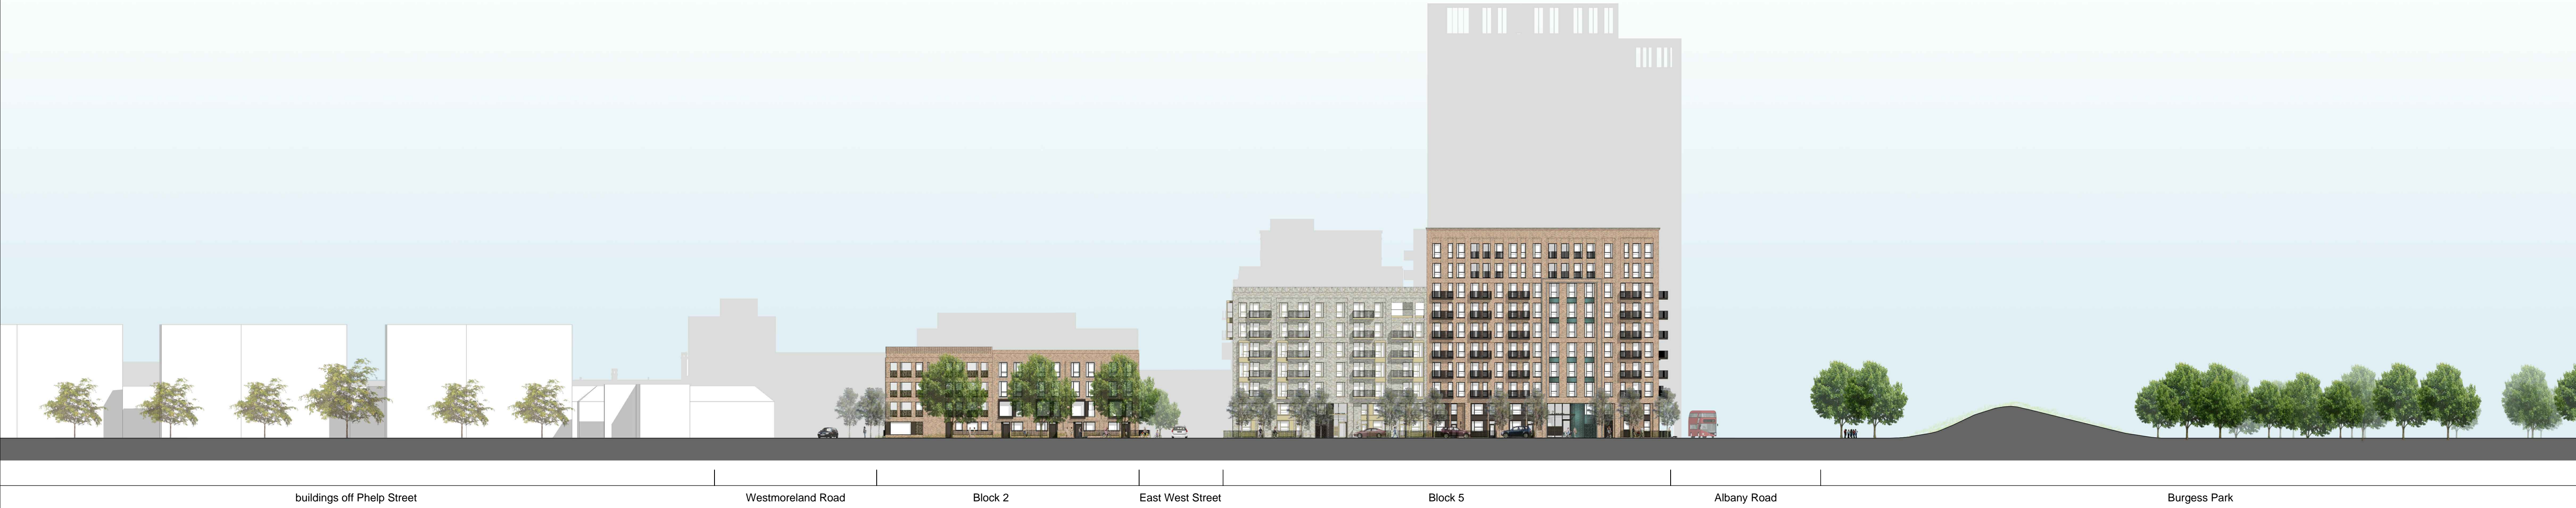 buildings off Phelp Street
Westmoreland Road
Block 2
East West Street
Block 5
Albany Road
Burgess Park